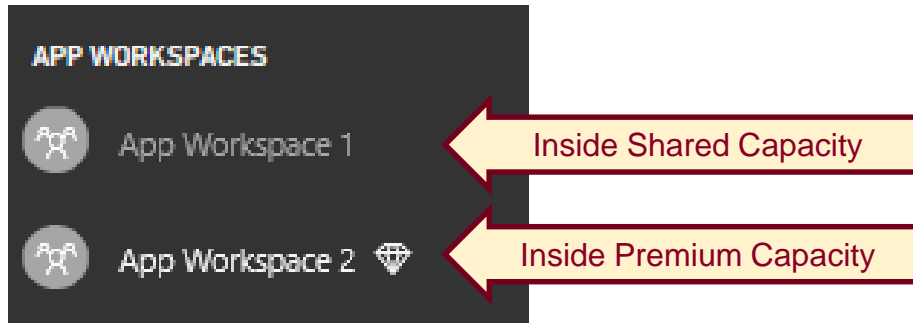 APP WORKSPACES
App Workspace 1
Inside Shared Capacity
App Workspace 2
Inside Premium Capacity